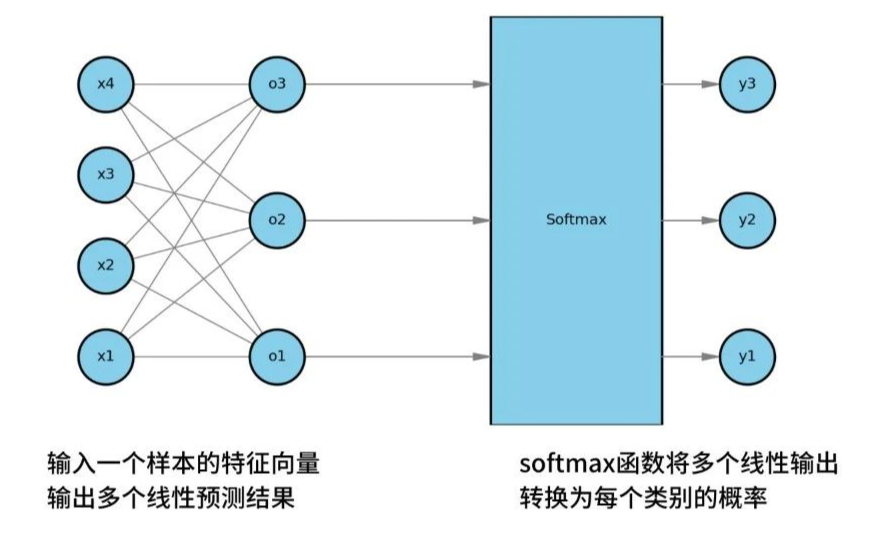 x4
o3
y3
x3
o2
Softmax
y2
x2
x1
o1
y1
输入一个样本的特征向量
输出多个线性预测结果
softmax函数将多个线性输出
转换为每个类别的概率